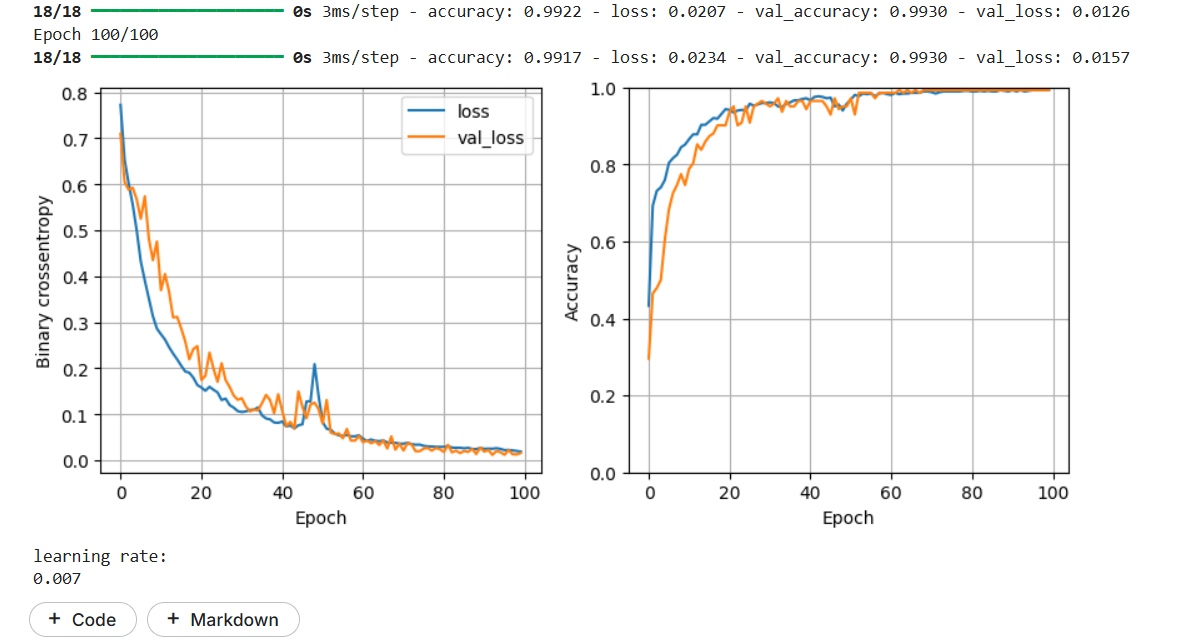 18/18 ━━━━━━━━━━━━━━━━━━━━ 0s 3ms/step - accuracy: 0.9922 - loss: 0.0207 - val_accuracy: 0.9930 - val_loss: 0.0126
Epoch 100/100
18/18 ━━━━━━━━━━━━━━━━━━━━ 0s 3ms/step - accuracy: 0.9917 - loss: 0.0234 - val_accuracy: 0.9930 - val_loss: 0.0157
0.8
0.7
0.6
0.5
0.4
0.3
0.2
0.1
0.0
Binary crossentropy
loss
val_loss
0 20 40 60 80 100
Epoch
1.0
0.8
0.6
0.4
0.2
0.0
Accuracy
0 20 40 60 80 100
Epoch
learning rate:
0.007
+ Code
+ Markdown